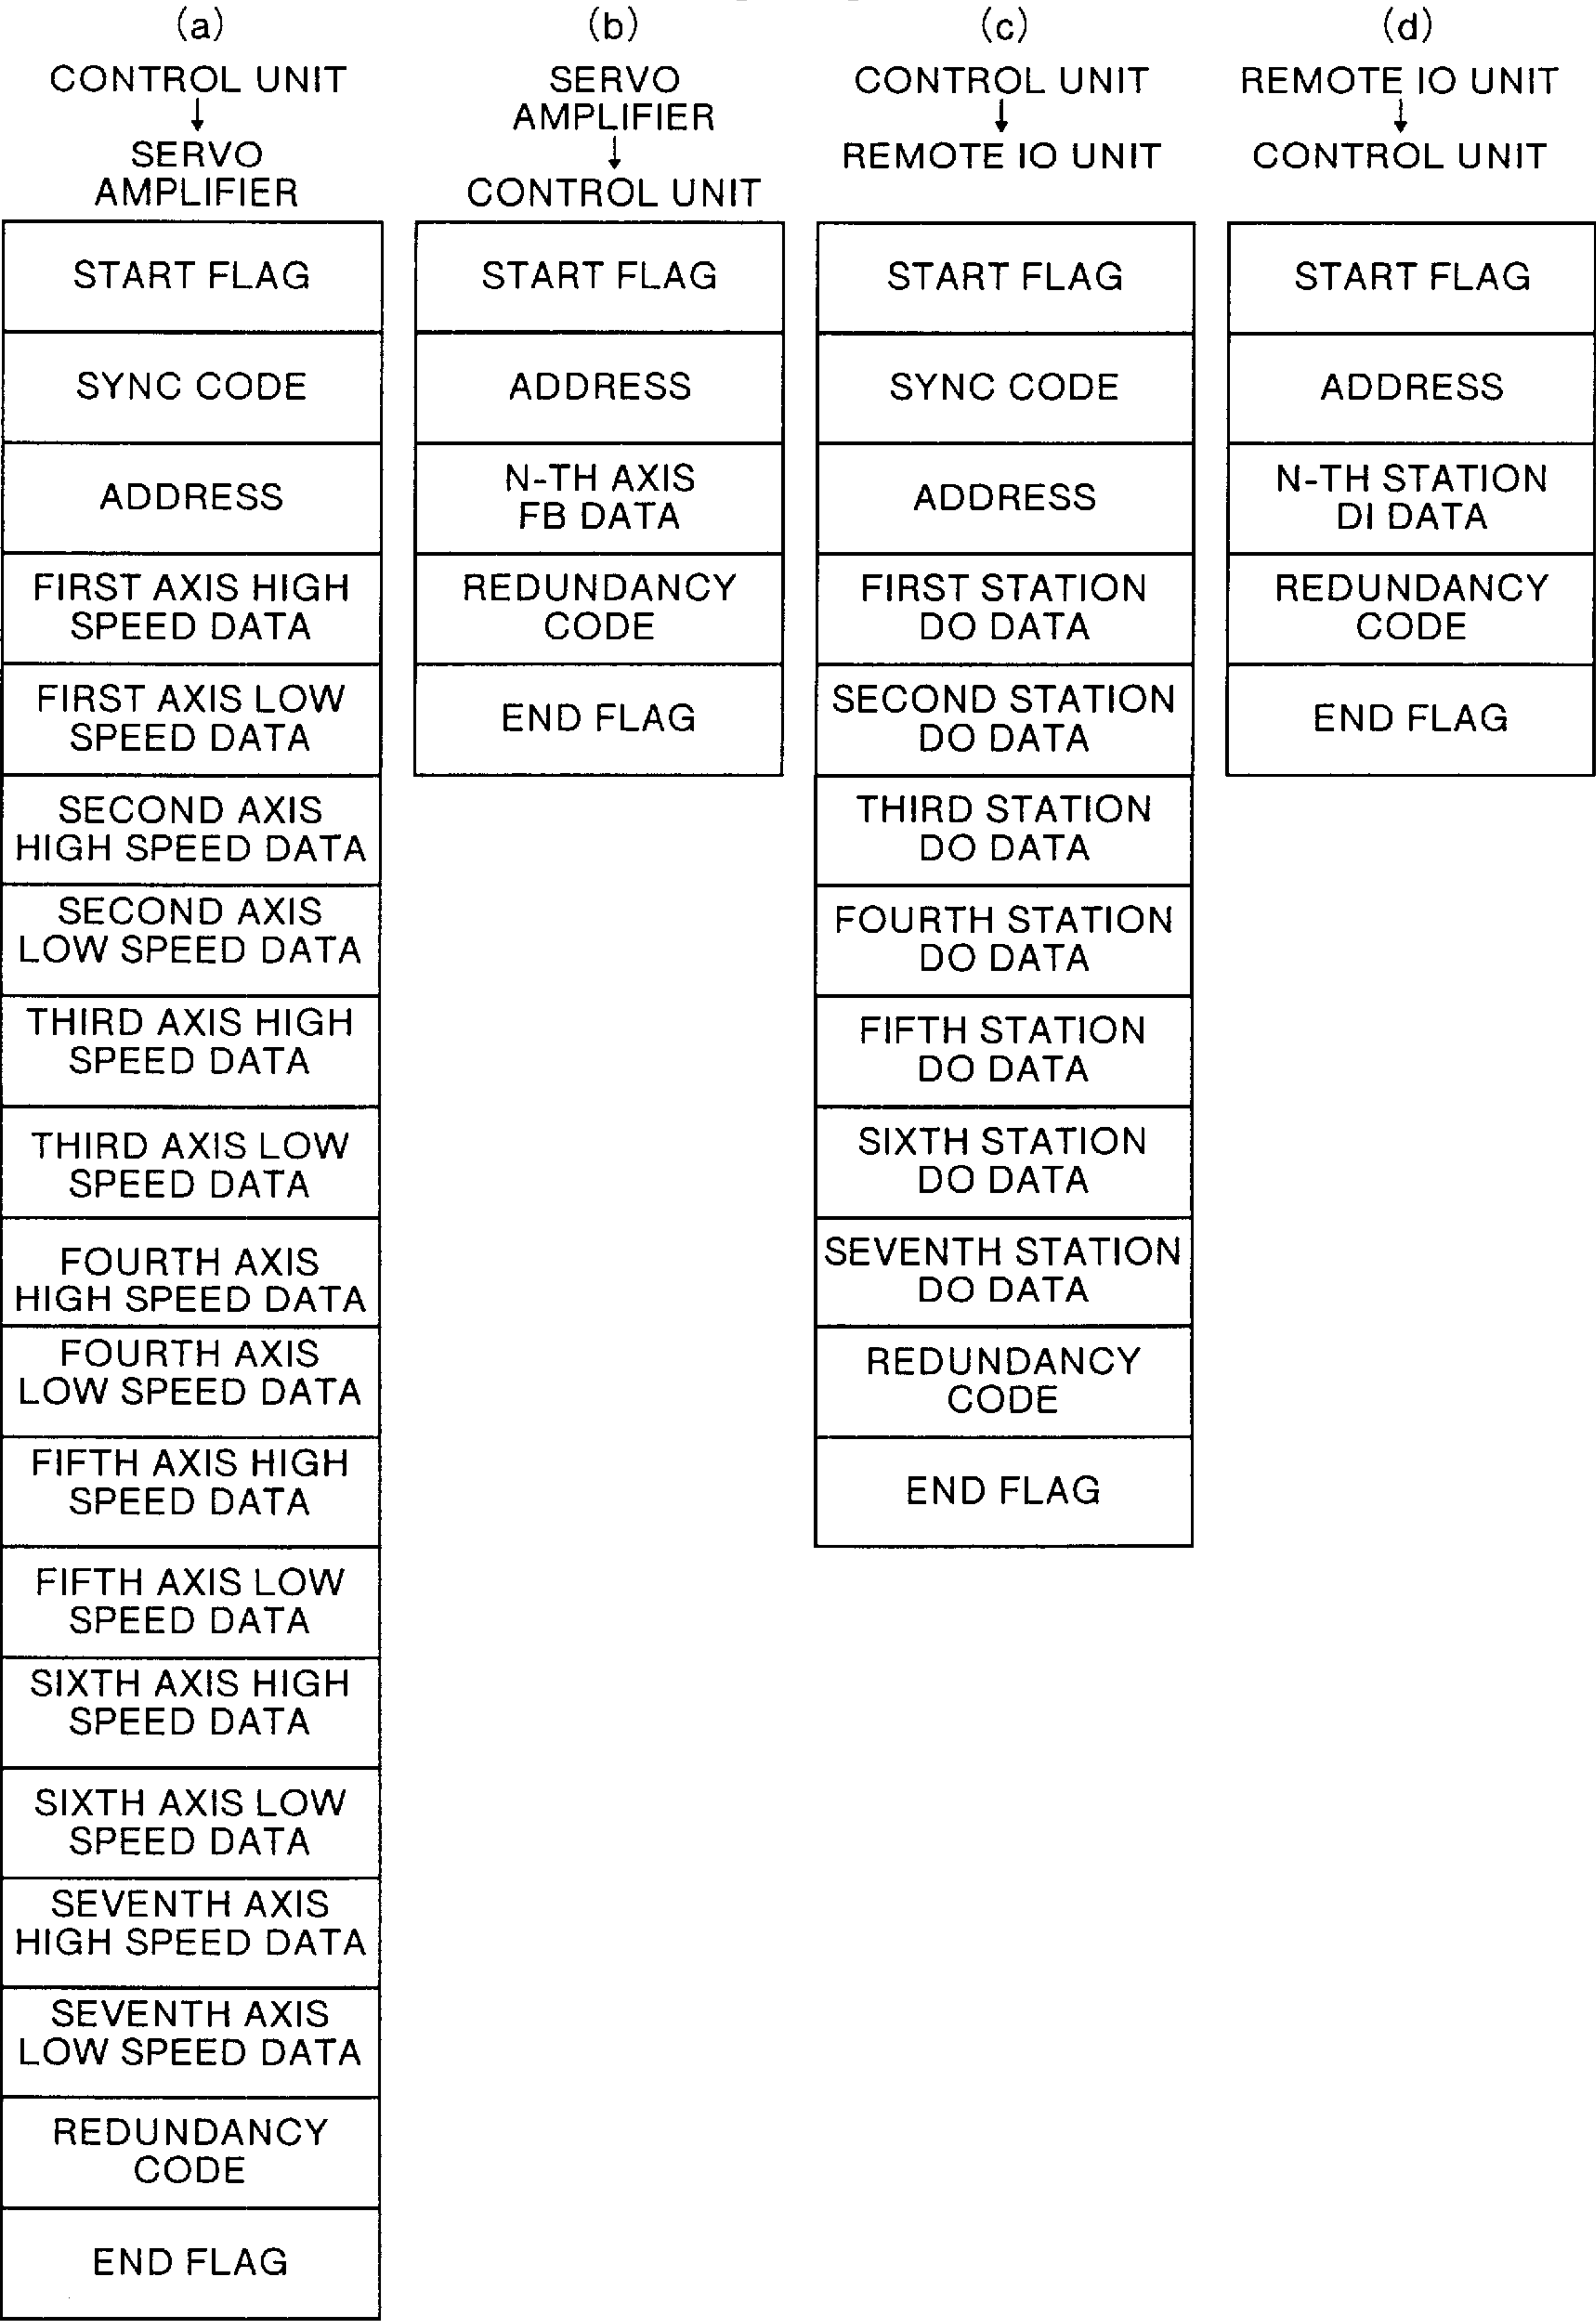 (a)
CONTROL UNIT
↓
SERVO
AMPLIFIER
START FLAG
SYNC CODE
ADDRESS
FIRST AXIS HIGH
SPEED DATA
FIRST AXIS LOW
SPEED DATA
SECOND AXIS
HIGH SPEED DATA
SECOND AXIS
LOW SPEED DATA
THIRD AXIS HIGH
SPEED DATA
THIRD AXIS LOW
SPEED DATA
FOURTH AXIS
HIGH SPEED DATA
FOURTH AXIS
LOW SPEED DATA
FIFTH AXIS HIGH
SPEED DATA
FIFTH AXIS LOW
SPEED DATA
SIXTH AXIS HIGH
SPEED DATA
SIXTH AXIS LOW
SPEED DATA
SEVENTH AXIS
HIGH SPEED DATA
SEVENTH AXIS
LOW SPEED DATA
REDUNDANCY
CODE
END FLAG
(b)
SERVO
AMPLIFIER
↓
CONTROL UNIT
START FLAG
ADDRESS
N-TH AXIS
FB DATA
REDUNDANCY
CODE
END FLAG
(c)
CONTROL UNIT
↓
REMOTE IO UNIT
START FLAG
SYNC CODE
ADDRESS
FIRST STATION
DO DATA
SECOND STATION
DO DATA
THIRD STATION
DO DATA
FOURTH STATION
DO DATA
FIFTH STATION
DO DATA
SIXTH STATION
DO DATA
SEVENTH STATION
DO DATA
REDUNDANCY
CODE
END FLAG
(d)
REMOTE IO UNIT
↓
CONTROL UNIT
START FLAG
ADDRESS
N-TH STATION
DI DATA
REDUNDANCY
CODE
END FLAG